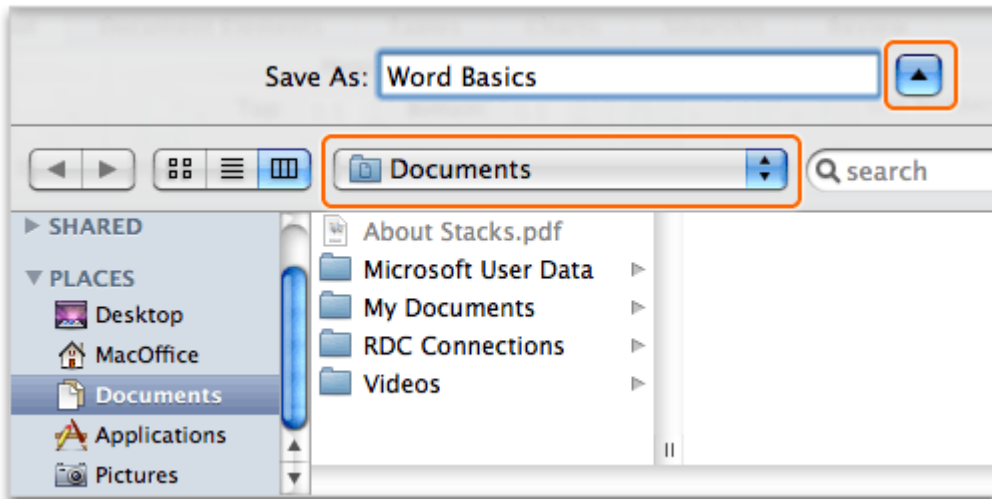 Save As: Word Basics
Documents
search
SHARED
PLACES
Desktop
MacOffice
Documents
Applications
Pictures
About Stacks.pdf
Microsoft User Data
My Documents
RDC Connections
Videos